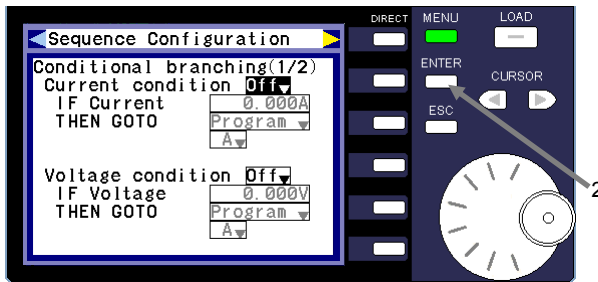 DIRECT MENU LOAD
Sequence Configuration
Conditional branching(1/2)
Current condition Off
IF Current 0.000A
THEN GOTO Program
A
Voltage condition Off
IF Voltage 0.000V
THEN GOTO Program
A
ENTER
CURSOR
ESC
2